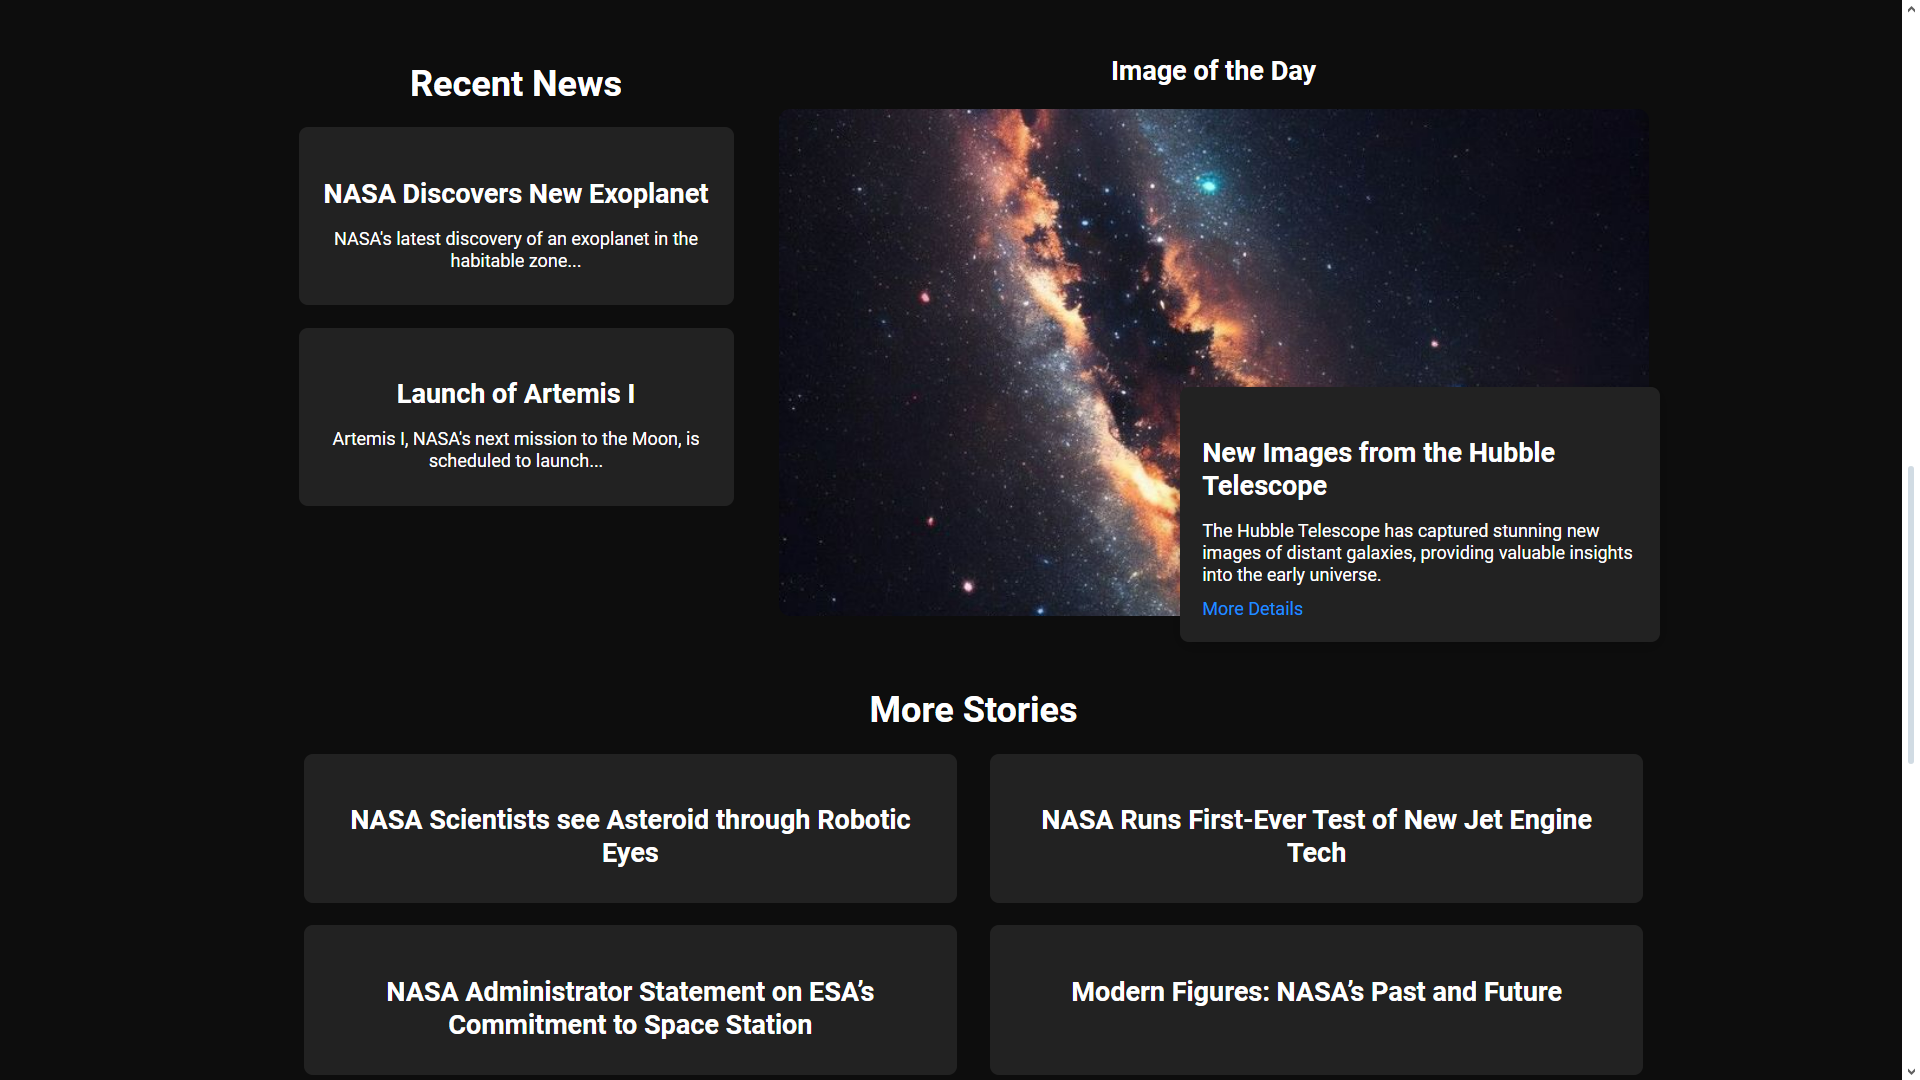 Recent News
NASA Discovers New Exoplanet
NASA's latest discovery of an exoplanet in the
habitable zone...
Launch of Artemis I
Artemis I, NASA's next mission to the Moon, is
scheduled to launch...
Image of the Day
New Images from the Hubble
Telescope
The Hubble Telescope has captured stunning new
images of distant galaxies, providing valuable insights
into the early universe.
More Details
More Stories
NASA Scientists see Asteroid through Robotic
Eyes
NASA Runs First-Ever Test of New Jet Engine
Tech
NASA Administrator Statement on ESA’s
Commitment to Space Station
Modern Figures: NASA’s Past and Future